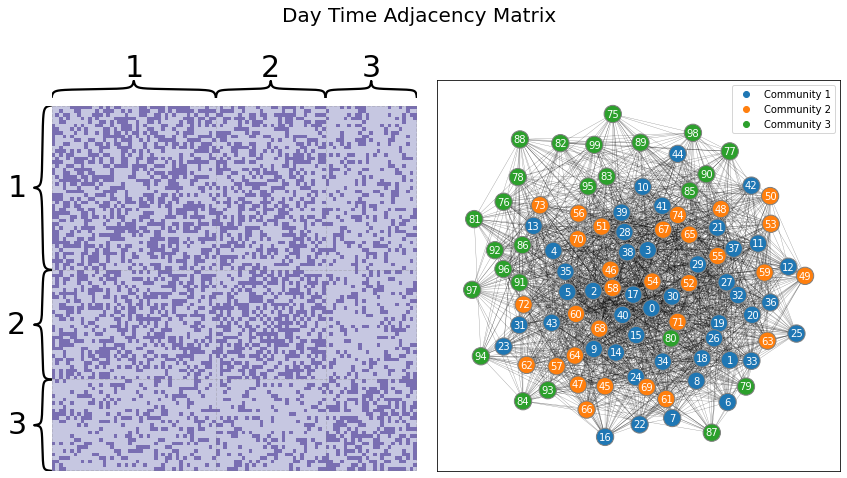 Day Time Adjacency Matrix
1 2 3
1
2
3
Community 1
Community 2
Community 3
75
88 82 99 89 98
44 77
78 95 83 10 85 90 42
76 73 56 39 41 74 48 50
81 13 70 51 28 67 65 21 53
92 86 4 38 3 55 37 11
96 35 46 29 59 12 49
97 91 5 2 58 17 54 30 52 27 32 36
72 60 40 0 71 20
31 43 68 15 80 19 26 63 25
94 23 64 9 14 34 18 1 33
62 57 24 8
84 93 47 45 69 61 6 79
66 22 7
16 87